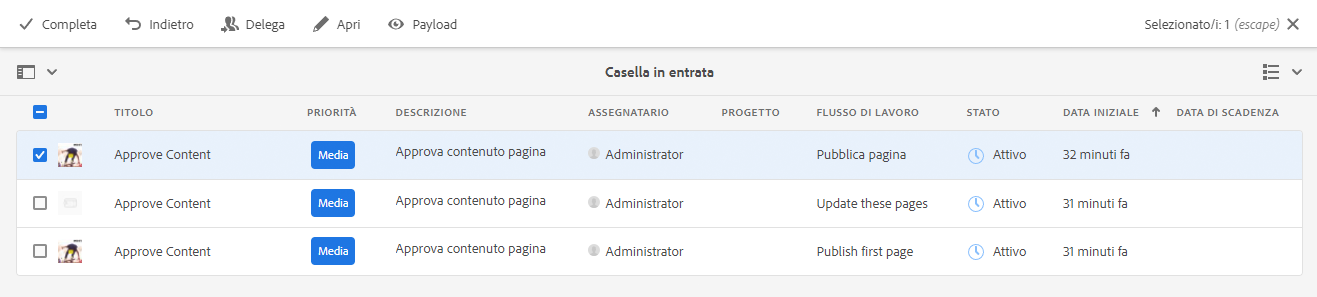 Completa Indietro Delega Apri Payload Selezionato/i: 1 (escape)
Casella in entrata
TITOLO PRIORITÀ DESCRIZIONE ASSEGNATARIO PROGETTO FLUSSO DI LAVORO STATO DATA INIZIALE DATA DI SCADENZA
Approve Content Media Approva contenuto pagina Administrator Pubblica pagina Attivo 32 minuti fa
Approve Content Media Approva contenuto pagina Administrator Update these pages Attivo 31 minuti fa
Approve Content Media Approva contenuto pagina Administrator Publish first page Attivo 31 minuti fa